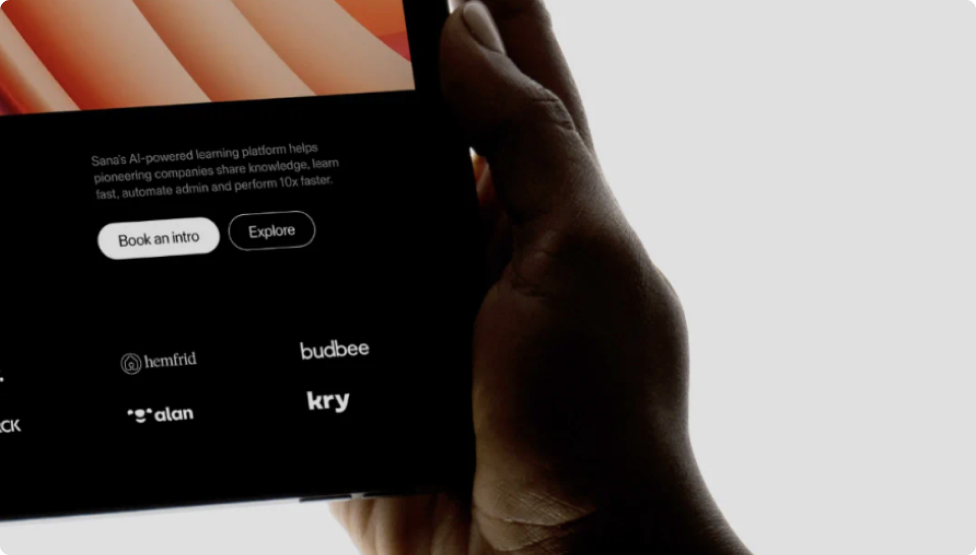 Sana's AI-powered learning platform helps
pioneering companies share knowledge, learn
fast, automate admin and perform 10x faster.
Book an intro
Explore
hemfrid
budbee
CK
alan
kry